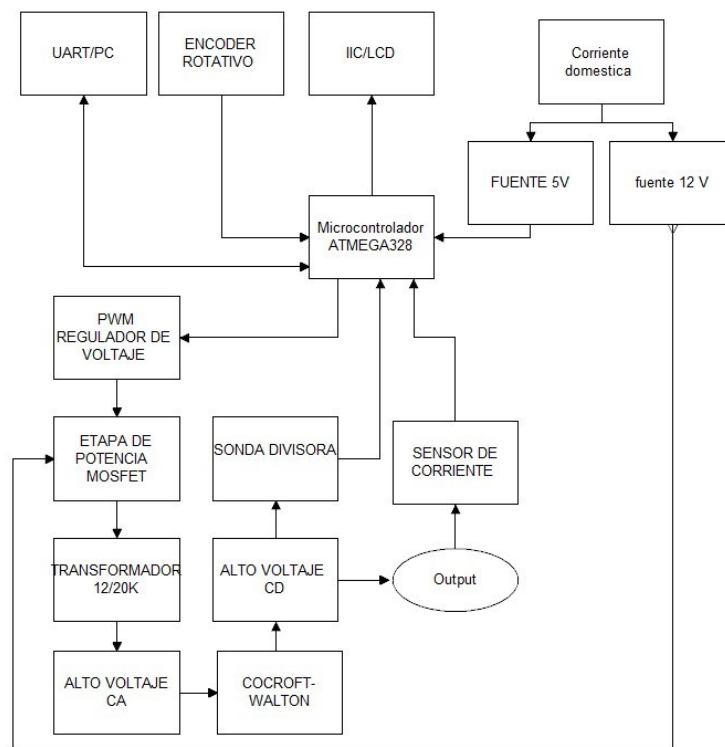 UART/PC
ENCODER
ROTATIVO
IIC/LCD
Corriente
domestica
FUENTE 5V
fuente 12 V
Microcontrolador
ATMEGA328
PWM
REGULADOR DE
VOLTAJE
ETAPA DE
POTENCIA
MOSFET
SONDA DIVISORA
SENSOR DE
CORRIENTE
TRANSFORMADOR
12/20K
ALTO VOLTAJE
CD
Output
ALTO VOLTAJE
CA
COCROFT-
WALTON